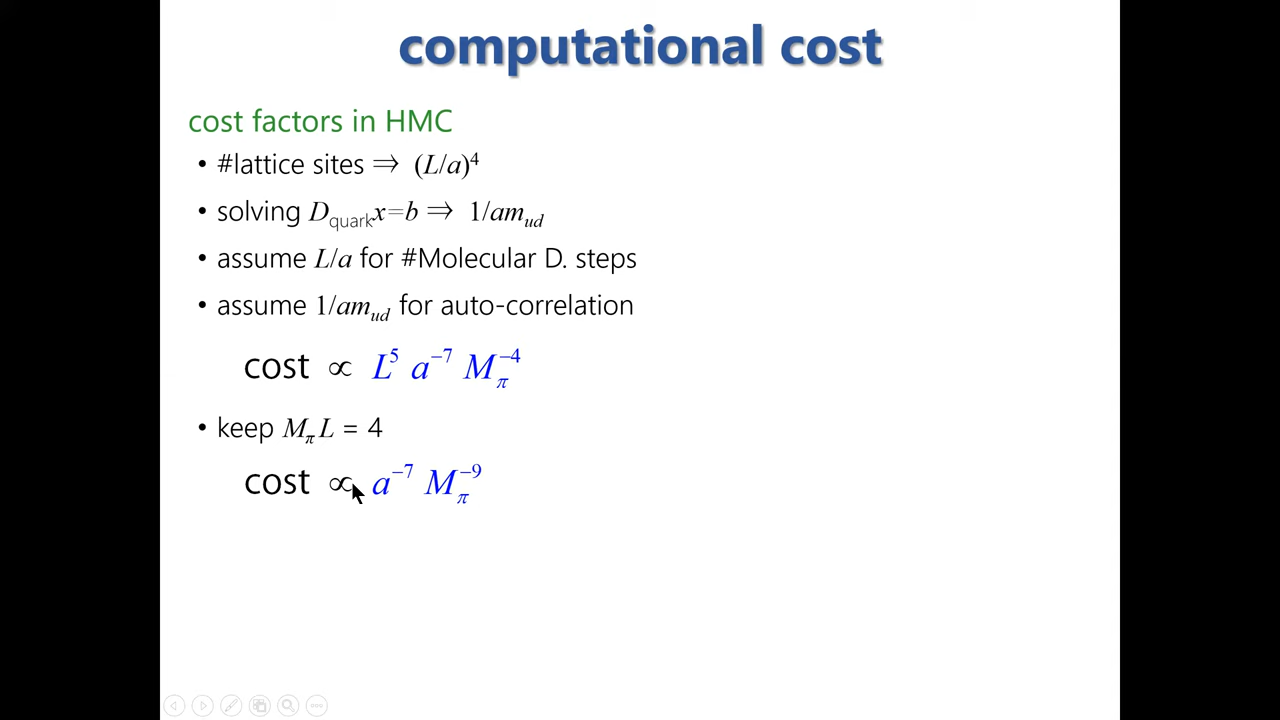 computational cost
cost factors in HMC
• #lattice sites ⇒ (L/a)⁴
• solving D_quark x=b ⇒ 1/am_ud
• assume L/a for #Molecular D. steps
• assume 1/am_ud for auto-correlation
cost ∝ L⁵ a⁻⁷ M_π⁻⁴
• keep M_π L = 4
cost ∝ a⁻⁷ M_π⁻⁹